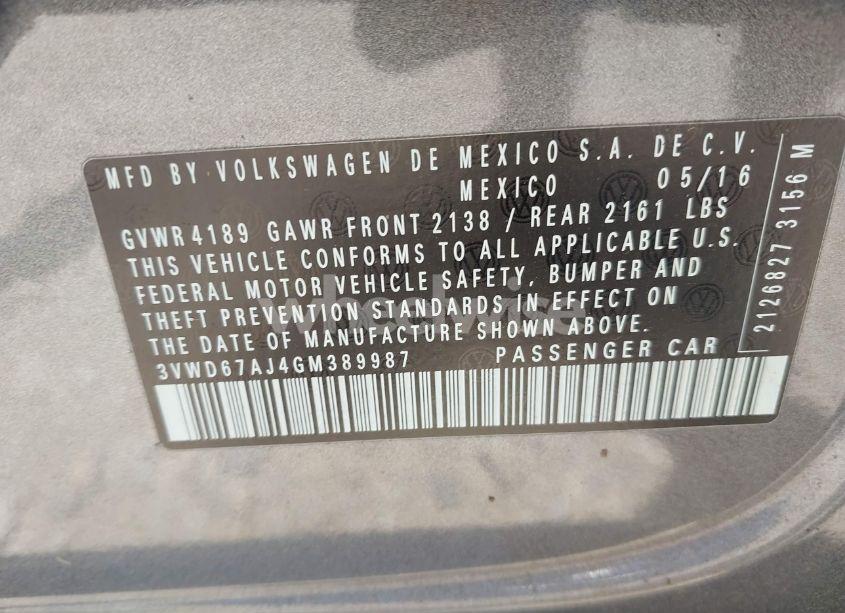 MFD BY VOLKSWAGEN DE MEXICO S.A. DE C.V.
MEXICO 05/16
GVWR 4189 GAWR FRONT 2138 / REAR 2161 LBS
THIS VEHICLE CONFORMS TO ALL APPLICABLE U.S.
FEDERAL MOTOR VEHICLE SAFETY, BUMPER AND
THEFT PREVENTION STANDARDS IN EFFECT ON
THE DATE OF MANUFACTURE SHOWN ABOVE.
3VWD67AJ4GM389987 PASSENGER CAR
2126827 3156 M
wheelwise